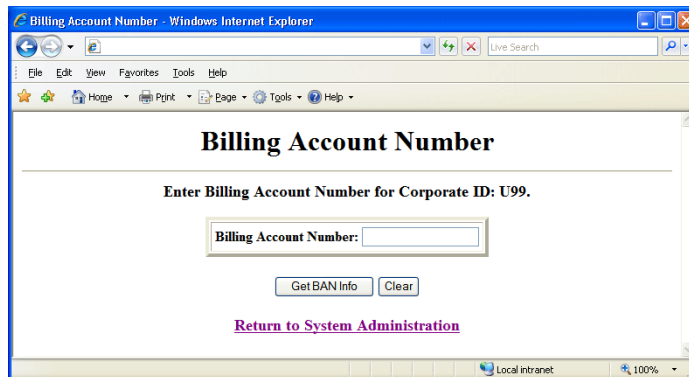 Billing Account Number - Windows Internet Explorer
Live Search
File Edit View Favorites Tools Help
Home Print Page Tools Help
Billing Account Number
Enter Billing Account Number for Corporate ID: U99.
Billing Account Number:
Get BAN Info Clear
Return to System Administration
Local intranet 100%